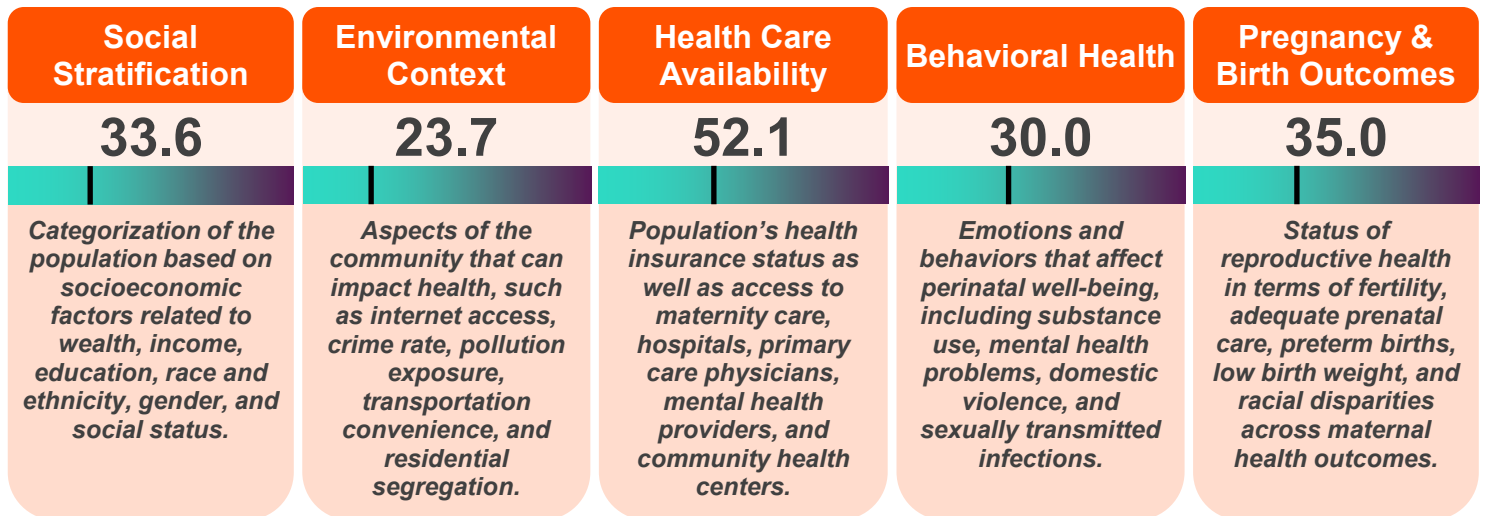 Social
Stratification
33.6
Categorization of the
population based on
socioeconomic
factors related to
wealth, income,
education, race and
ethnicity, gender, and
social status.
Environmental
Context
23.7
Aspects of the
community that can
impact health, such
as internet access,
crime rate, pollution
exposure,
transportation
convenience, and
residential
segregation.
Health Care
Availability
52.1
Population’s health
insurance status as
well as access to
maternity care,
hospitals, primary
care physicians,
mental health
providers, and
community health
centers.
Behavioral Health
30.0
Emotions and
behaviors that affect
perinatal well-being,
including substance
use, mental health
problems, domestic
violence, and
sexually transmitted
infections.
Pregnancy &
Birth Outcomes
35.0
Status of
reproductive health
in terms of fertility,
adequate prenatal
care, preterm births,
low birth weight, and
racial disparities
across maternal
health outcomes.